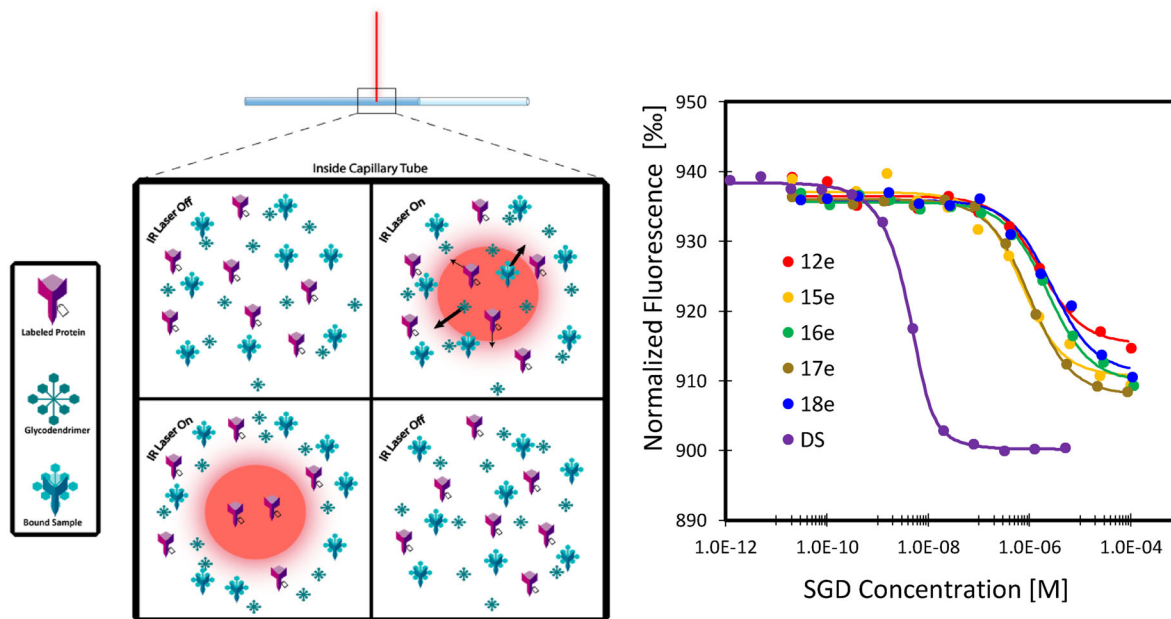 Labeled Protein
Glycodendrimer
Bound Sample
Inside Capillary Tube
IR Laser Off
IR Laser On
IR Laser On
IR Laser Off
Normalized Fluorescence [‰]
950
940
930
920
910
900
890
12e
15e
16e
17e
18e
DS
1.0E-12 1.0E-10 1.0E-08 1.0E-06 1.0E-04
SGD Concentration [M]